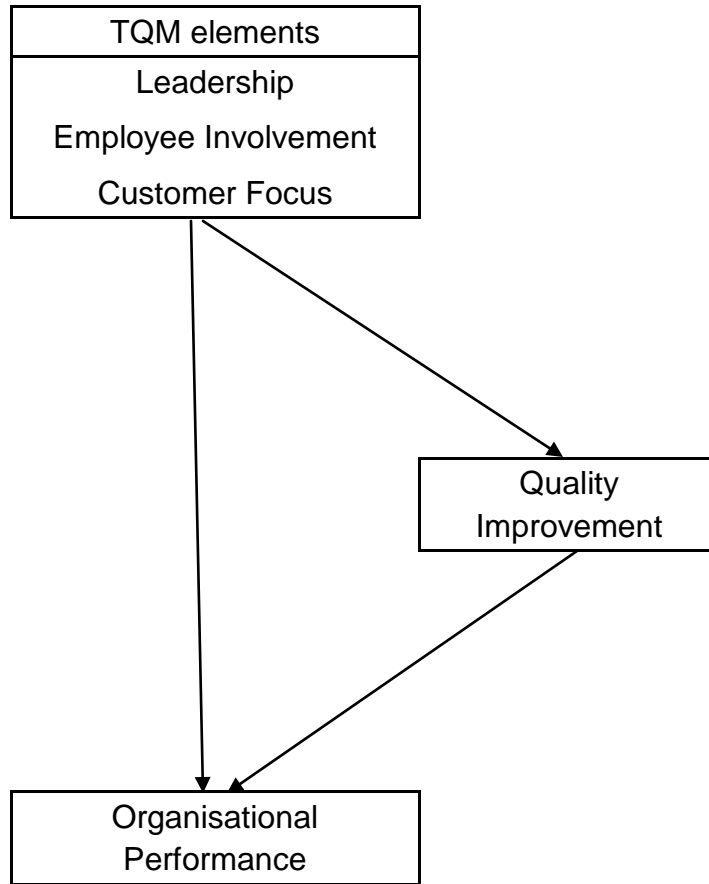 TQM elements
Leadership
Employee Involvement
Customer Focus
Quality
Improvement
Organisational
Performance